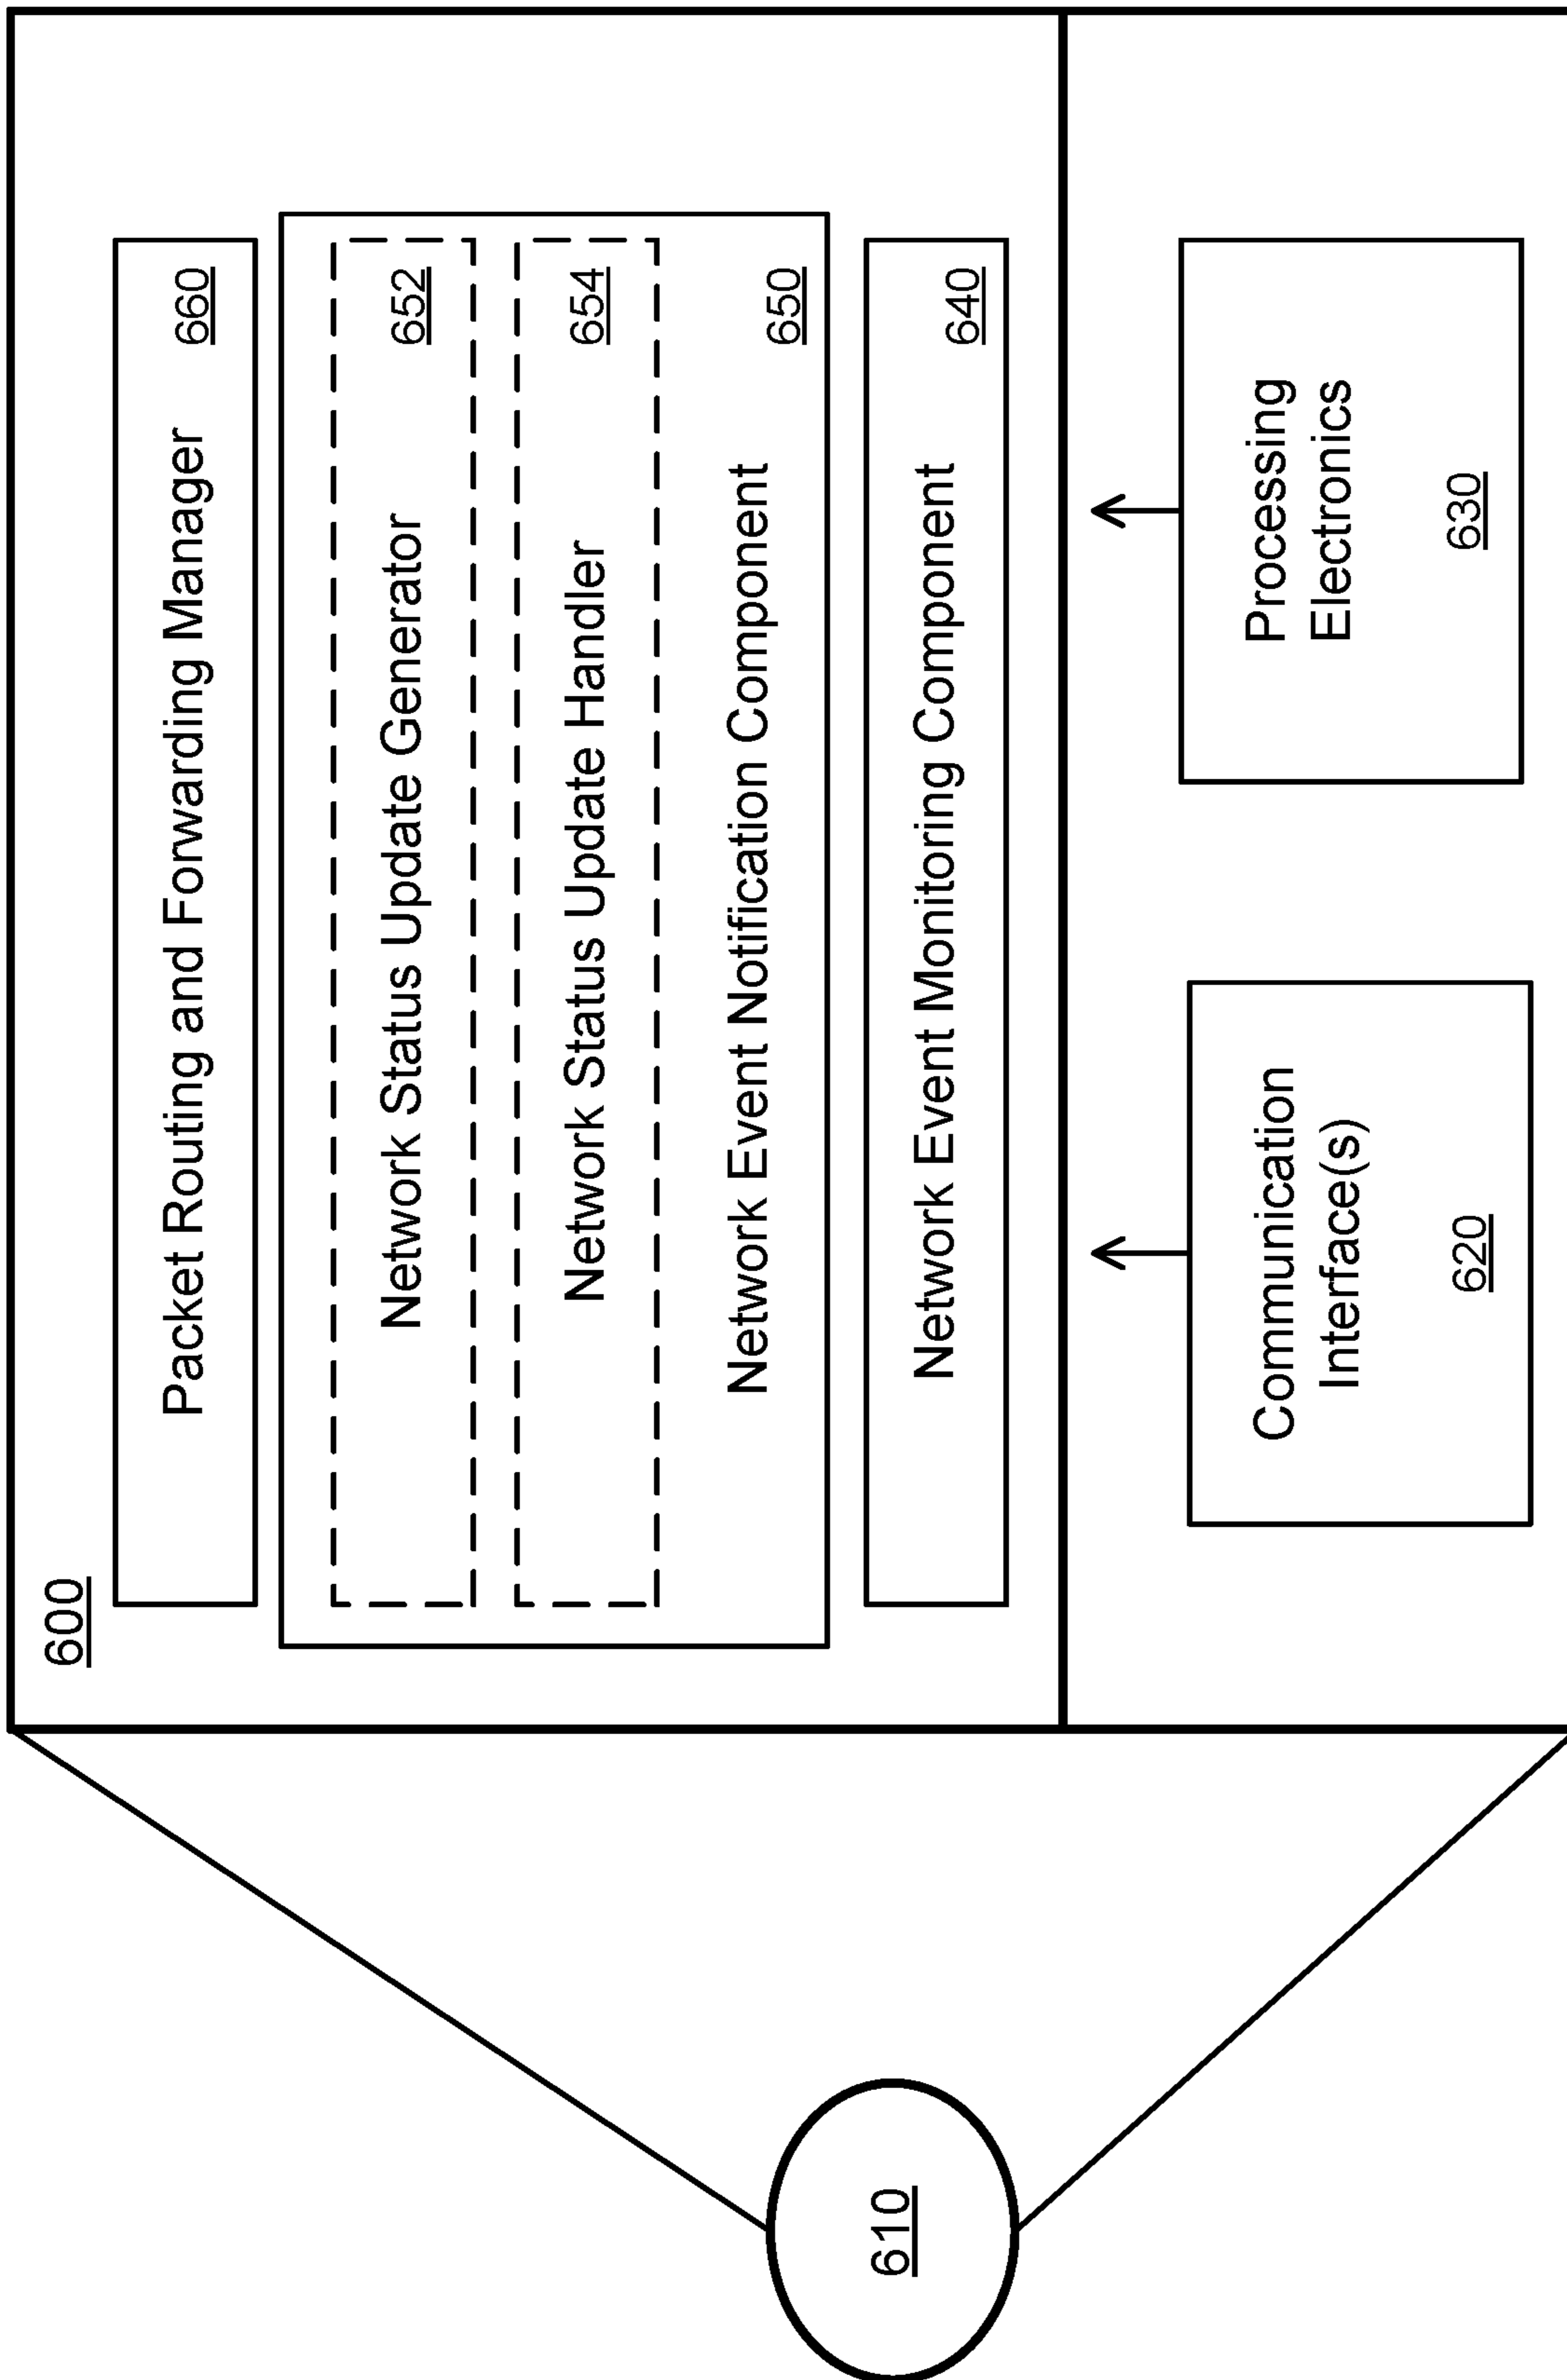 600
Packet Routing and Forwarding Manager
660
Network Status Update Generator
652
Network Status Update Handler
654
Network Event Notification Component
650
Network Event Monitoring Component
640
610
Communication
Interface(s)
620
Processing
Electronics
630